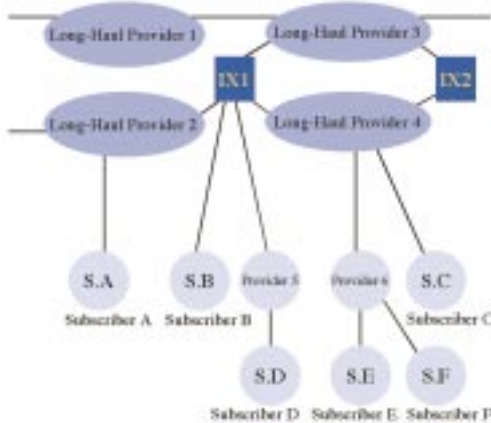 Long-Haul Provider 1
Long-Haul Provider 3
IX1
IX2
Long-Haul Provider 2
Long-Haul Provider 4
S.A
S.B
Provider 5
Provider 6
S.C
Subscriber A
Subscriber B
Subscriber C
S.D
S.E
S.F
Subscriber D
Subscriber E
Subscriber F